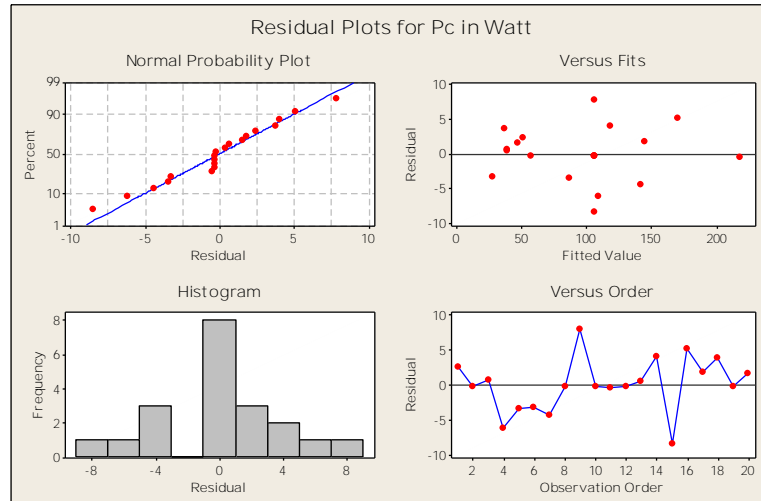 Residual Plots for Pc in Watt
Normal Probability Plot
99
90
50
10
1
Percent
-10 -5 0 5 10
Residual
Versus Fits
10
5
0
-5
-10
Residual
0 50 100 150 200
Fitted Value
Histogram
8
6
4
2
0
Frequency
-8 -4 0 4 8
Residual
Versus Order
10
5
0
-5
-10
Residual
2 4 6 8 10 12 14 16 18 20
Observation Order